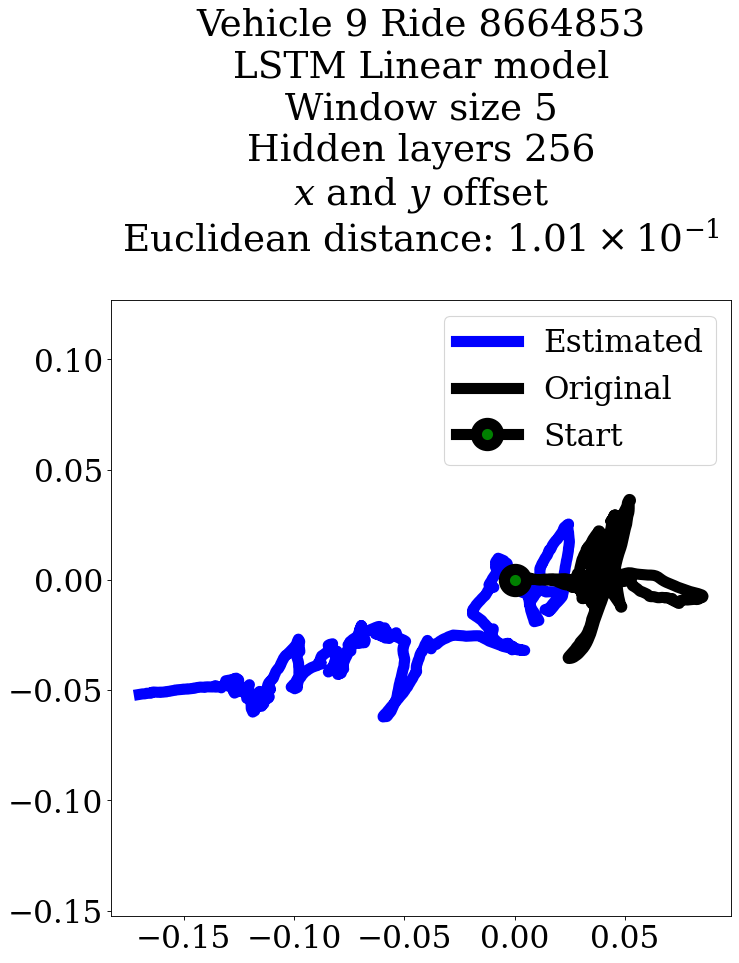 Vehicle 9 Ride 8664853
LSTM Linear model
Window size 5
Hidden layers 256
x and y offset
Euclidean distance: 1.01 × 10⁻¹
Estimated
Original
Start
0.10
0.05
0.00
−0.05
−0.10
−0.15
−0.15 −0.10 −0.05 0.00 0.05